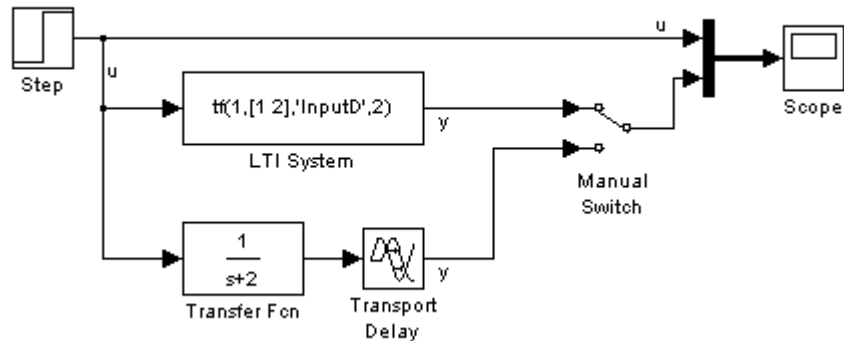 u
Step
u
Scope
tf(1,[1 2],'InputD',2)
y
LTI System
Manual
Switch
1
s+2
y
Transfer Fcn
Transport
Delay